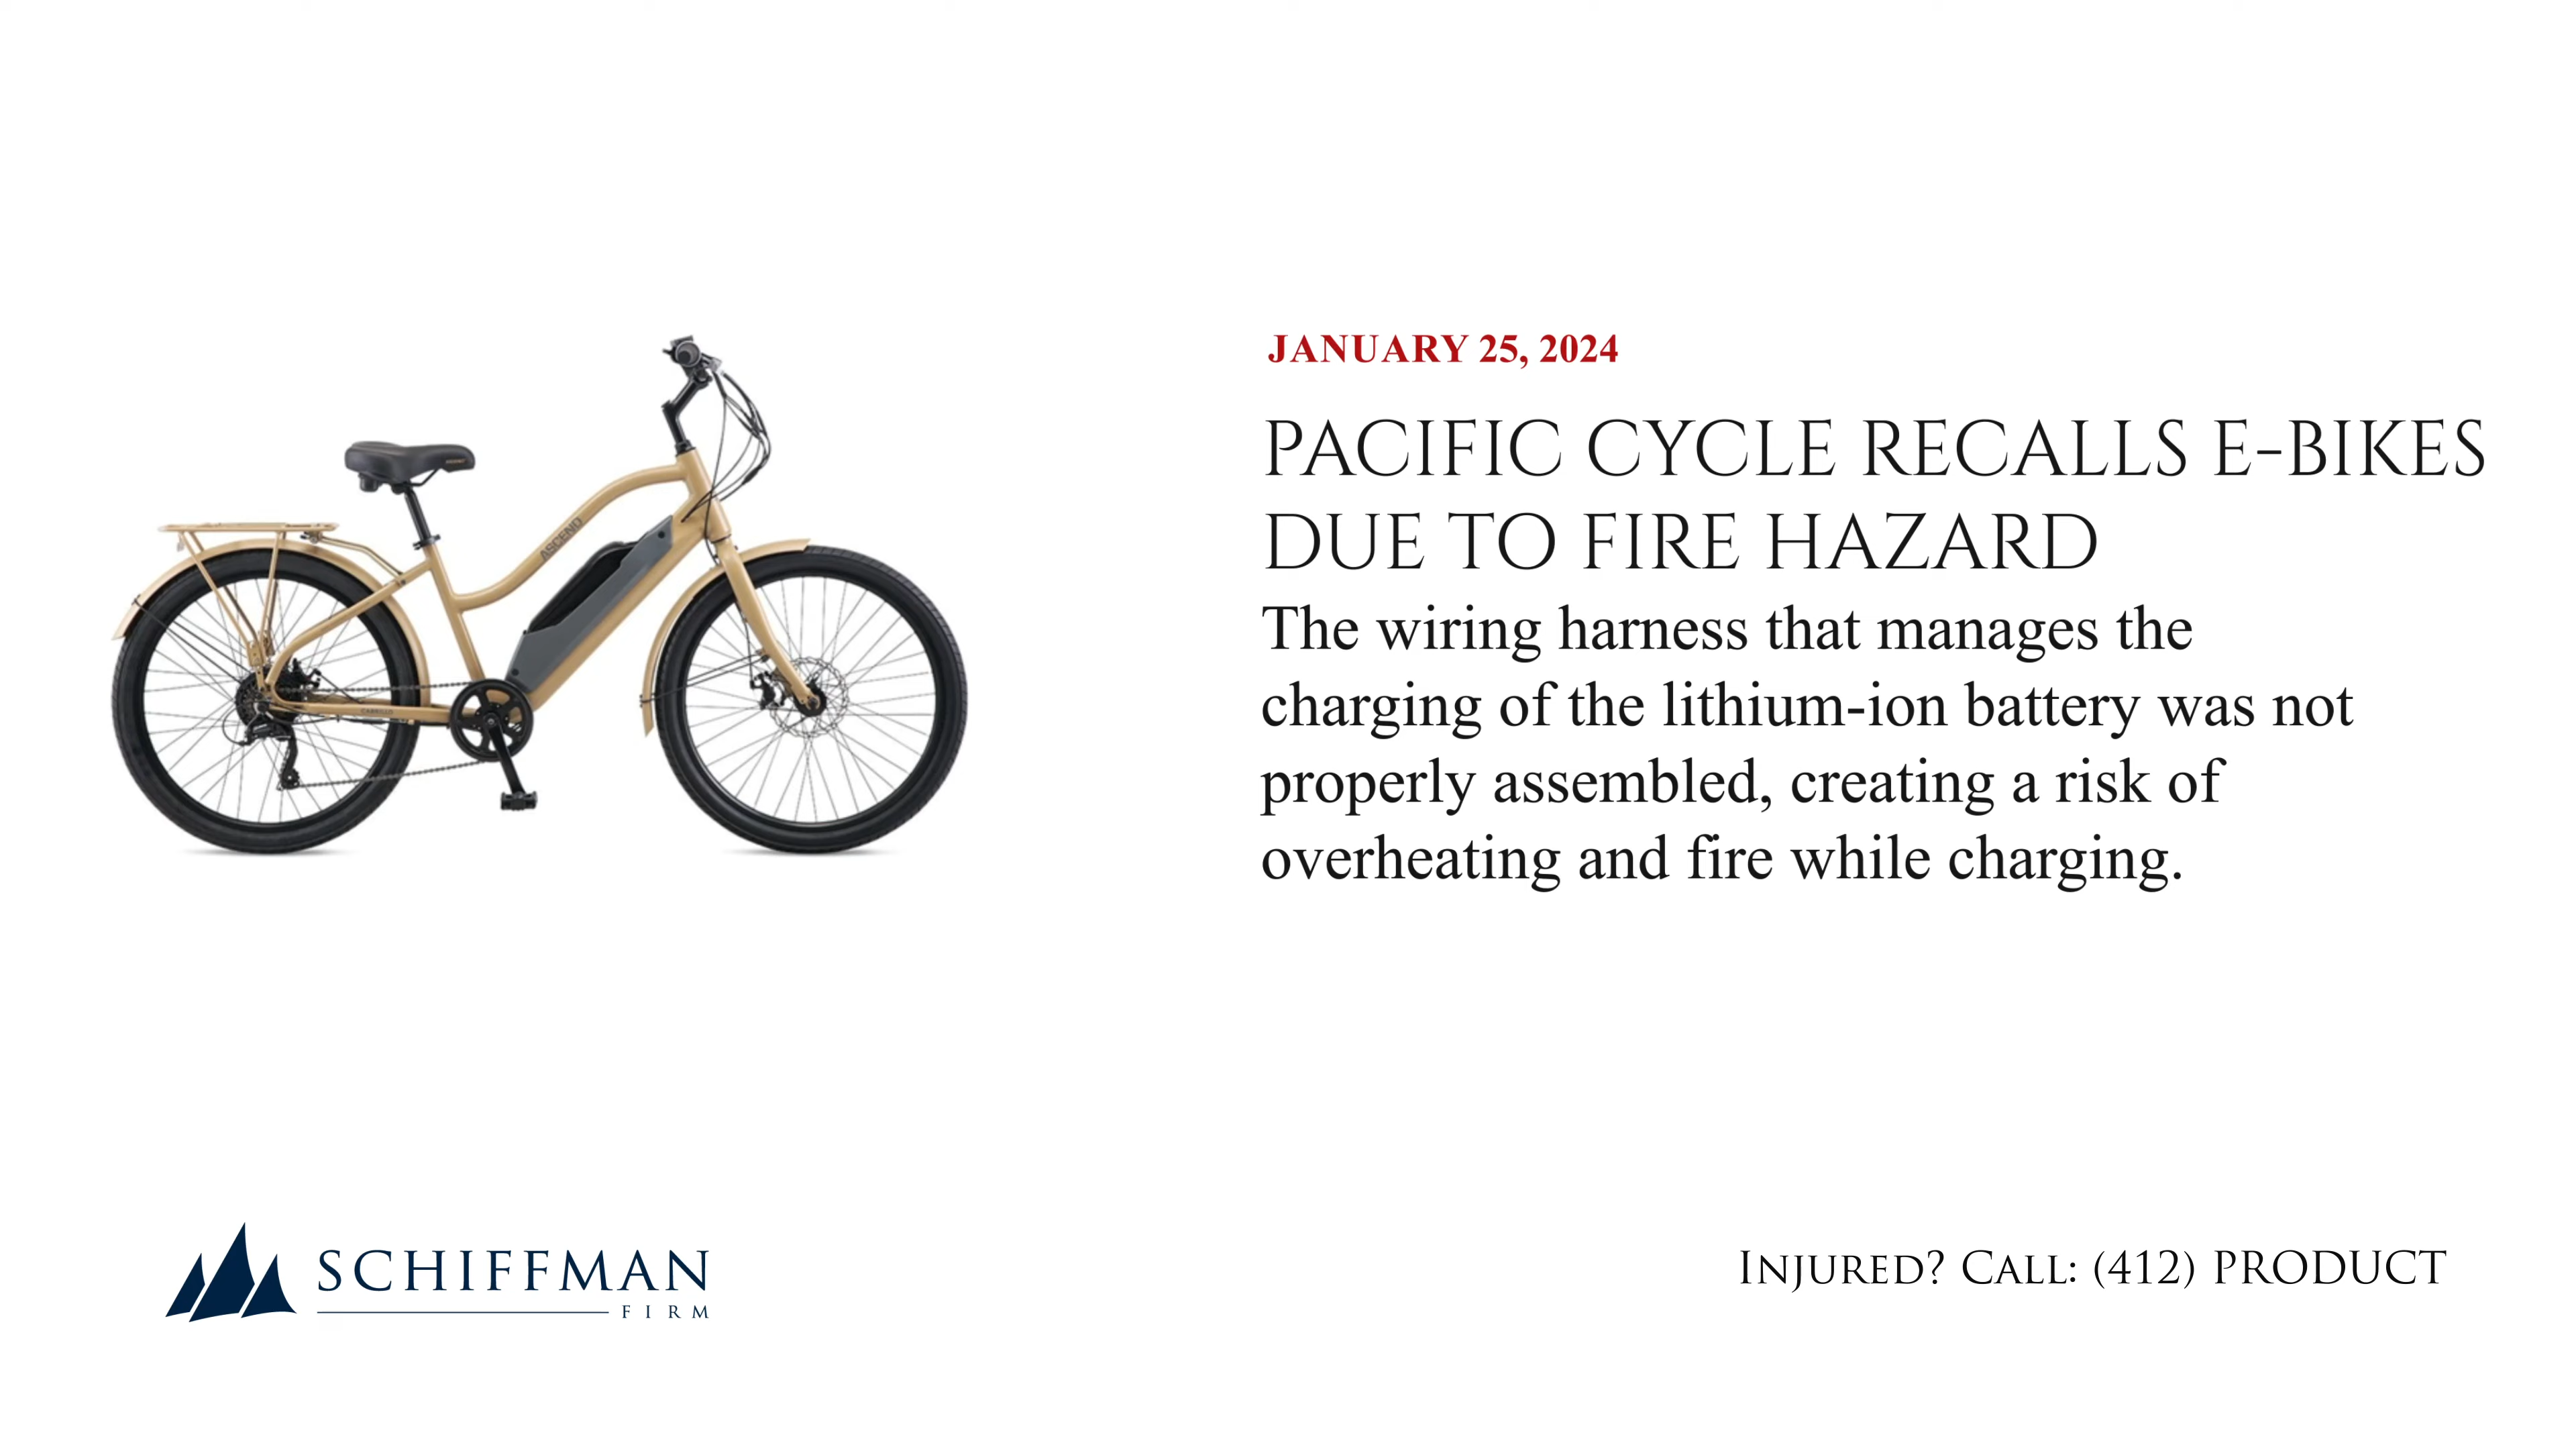 JANUARY 25, 2024
PACIFIC CYCLE RECALLS E-BIKES
DUE TO FIRE HAZARD
The wiring harness that manages the
charging of the lithium-ion battery was not
properly assembled, creating a risk of
overheating and fire while charging.
ASCEND
CABRILLO
SCHIFFMAN
FIRM
INJURED? CALL: (412) PRODUCT